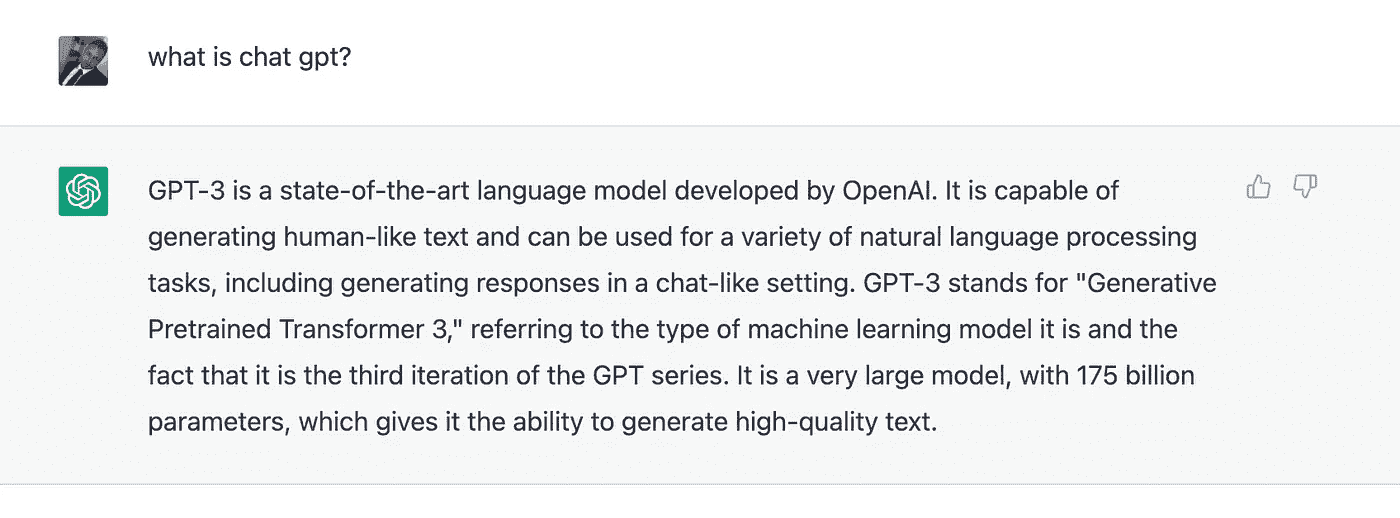 what is chat gpt?
GPT-3 is a state-of-the-art language model developed by OpenAI. It is capable of
generating human-like text and can be used for a variety of natural language processing
tasks, including generating responses in a chat-like setting. GPT-3 stands for "Generative
Pretrained Transformer 3," referring to the type of machine learning model it is and the
fact that it is the third iteration of the GPT series. It is a very large model, with 175 billion
parameters, which gives it the ability to generate high-quality text.